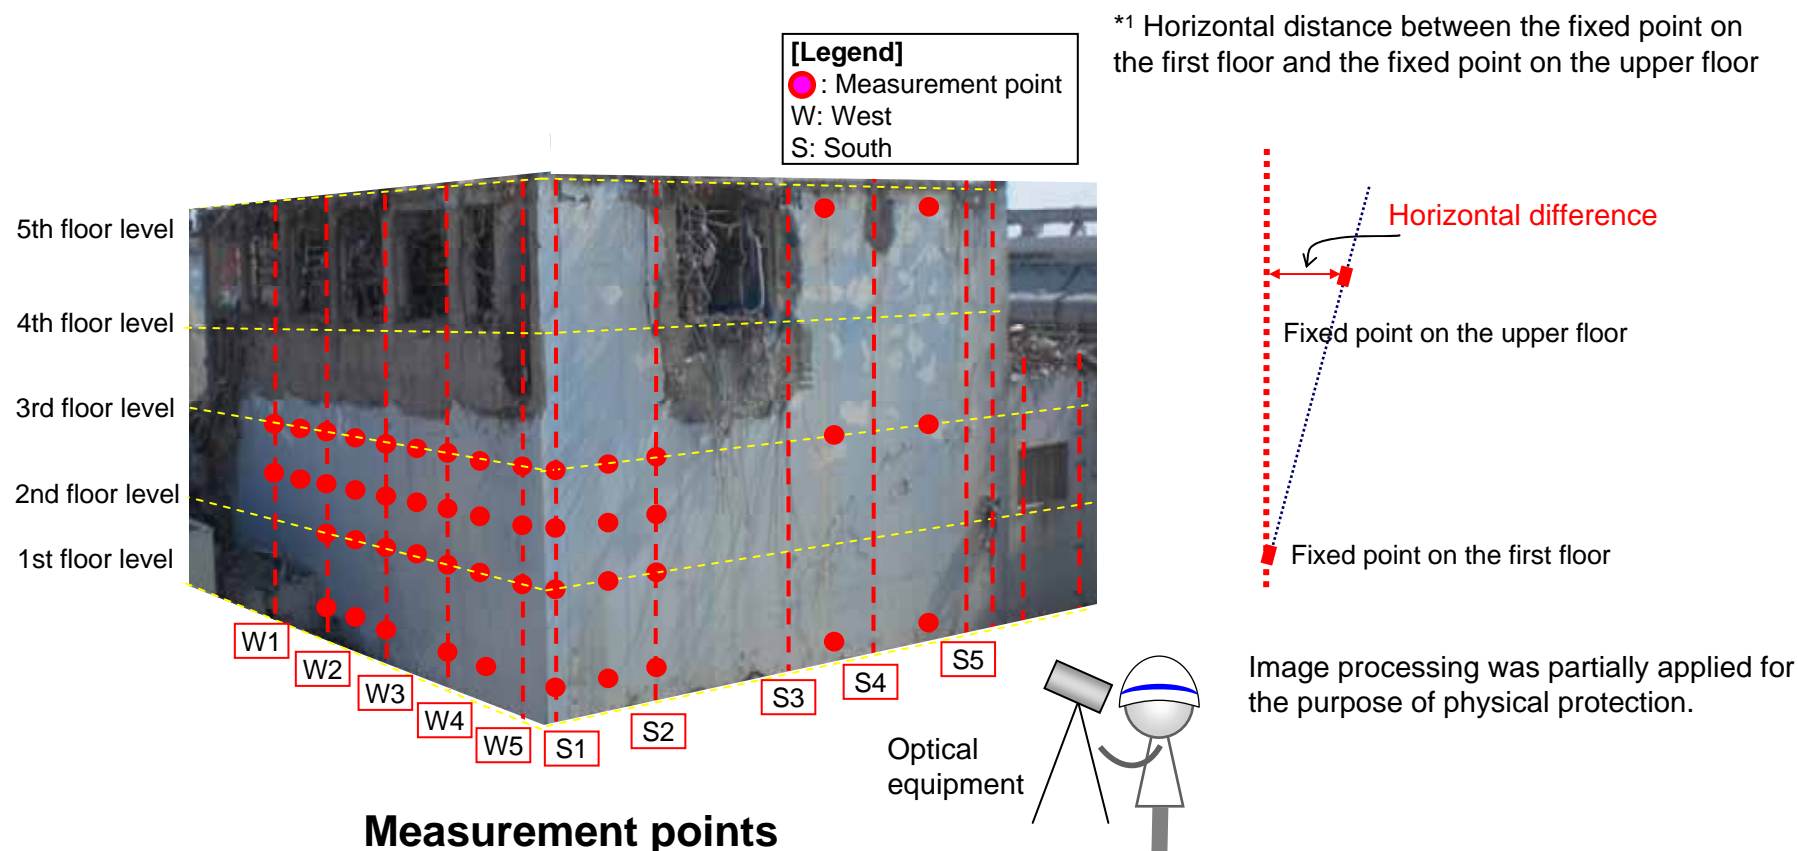 *1 Horizontal distance between the fixed point on
the first floor and the fixed point on the upper floor
[Legend]
: Measurement point
W: West
S: South
5th floor level
4th floor level
3rd floor level
2nd floor level
1st floor level
Horizontal difference
Fixed point on the upper floor
Fixed point on the first floor
W1
W2
W3
W4
W5
S1
S2
S3
S4
S5
Optical
equipment
Image processing was partially applied for
the purpose of physical protection.
Measurement points